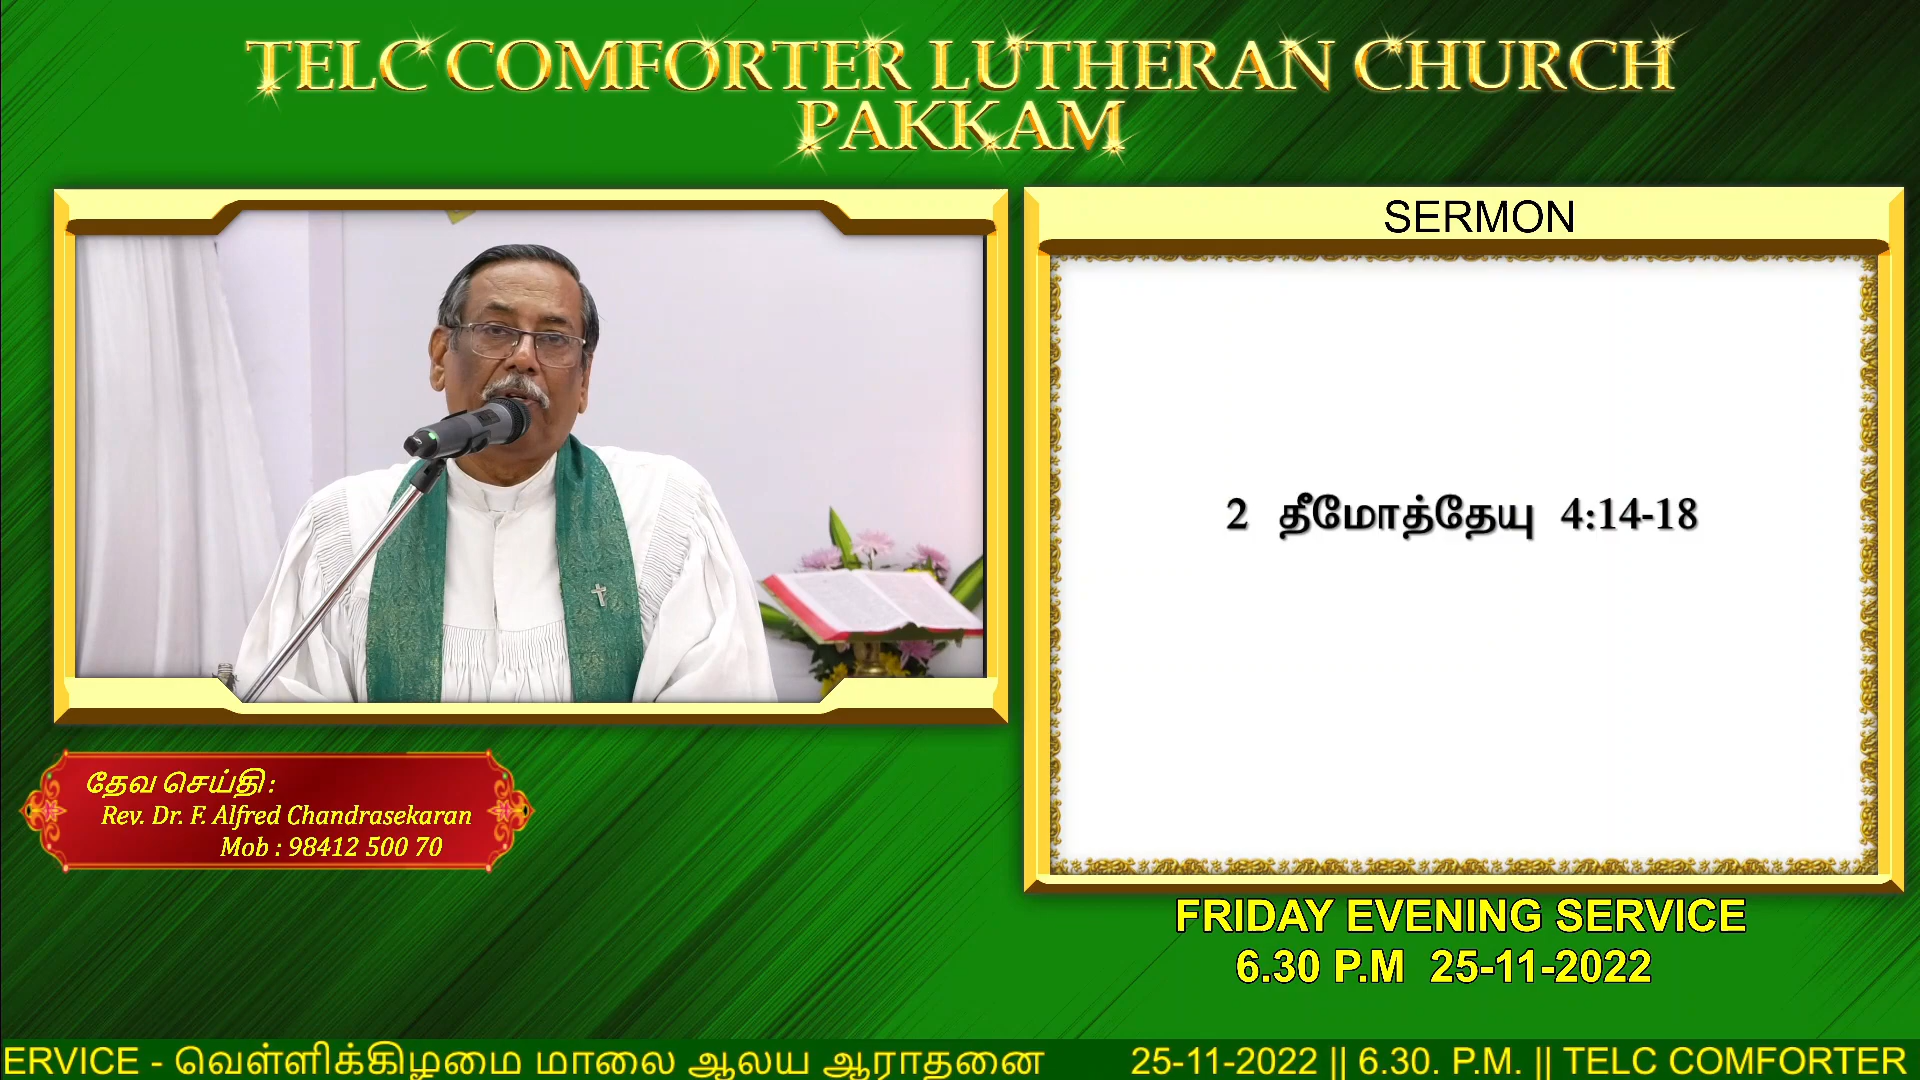 TELC COMFORTER LUTHERAN CHURCH
PAKKAM
SERMON
2 தீமோத்தேயு 4:14-18
தேவ செய்தி :
Rev. Dr. F. Alfred Chandrasekaran
Mob : 98412 500 70
FRIDAY EVENING SERVICE
6.30 P.M 25-11-2022
ERVICE - வெள்ளிக்கிழமை மாலை ஆலய ஆராதனை 25-11-2022 || 6.30. P.M. || TELC COMFORTER